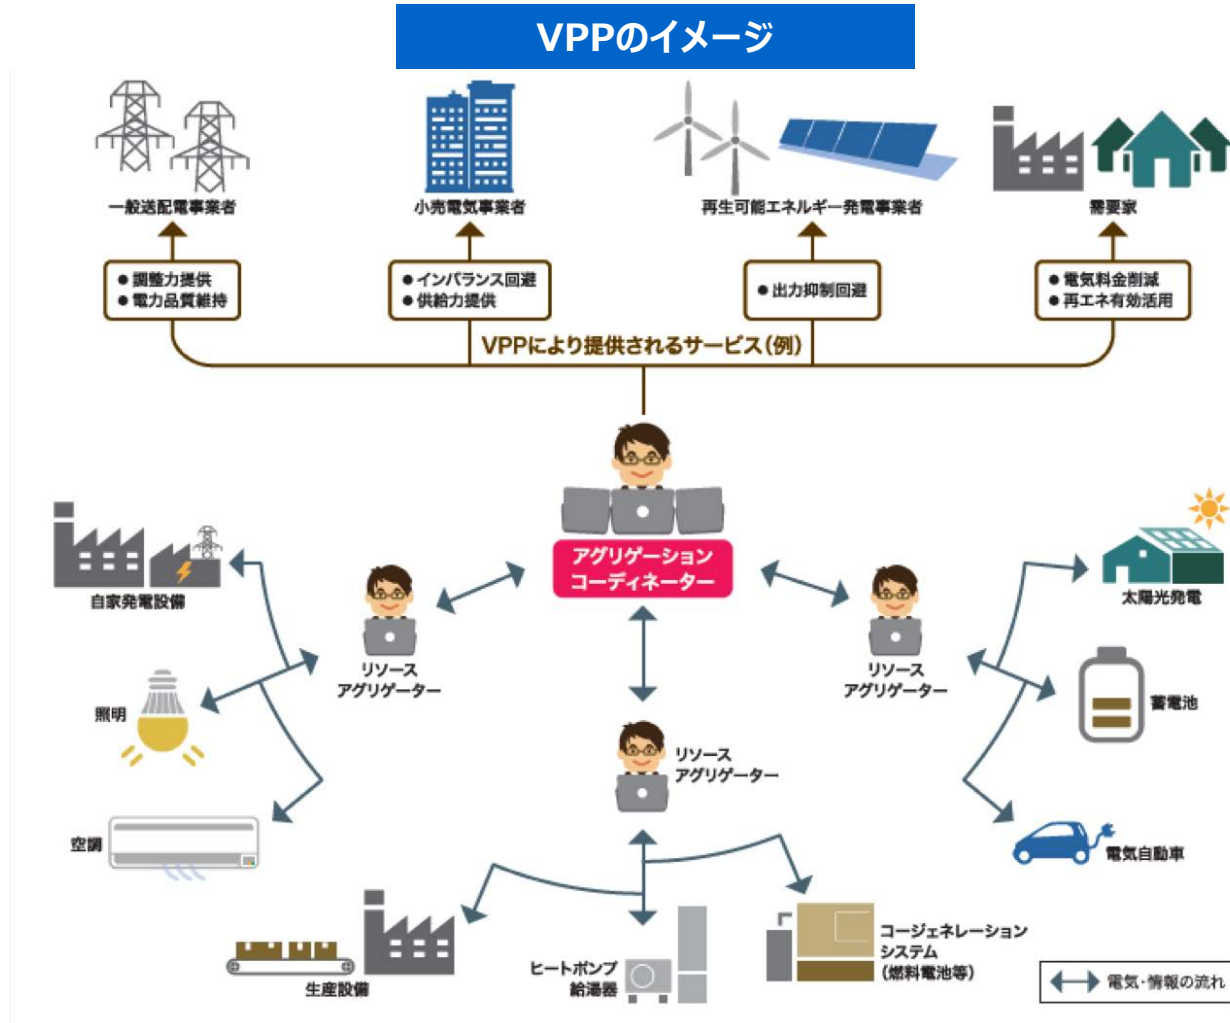 VPPのイメージ
一般送配電事業者
小売電気事業者
再生可能エネルギー発電事業者
需要家
● 調整力提供
● 電力品質維持
● インバランス回避
● 供給力提供
● 出力抑制回避
● 電気料金削減
● 再エネ有効活用
VPPにより提供されるサービス(例)
アグリゲーション
コーディネーター
自家発電設備
リソース
アグリゲーター
リソース
アグリゲーター
太陽光発電
照明
蓄電池
リソース
アグリゲーター
空調
電気自動車
生産設備
ヒートポンプ
給湯器
コージェネレーション
システム
(燃料電池等)
電気・情報の流れ